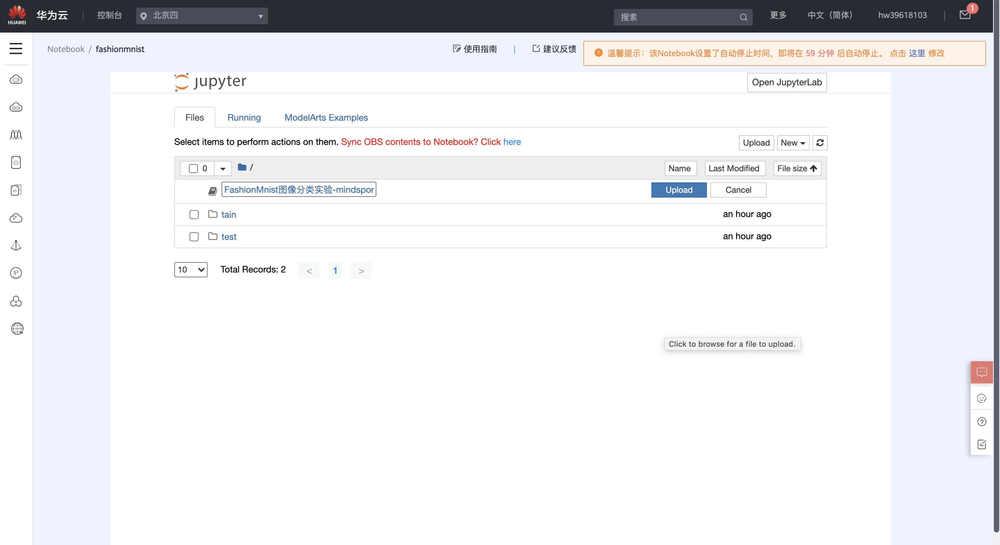 HUAWEI 华为云 | 控制台 北京四 搜索 更多 中文（简体） hw39618103 | 1
Notebook / fashionmnist 使用指南 | 建议反馈 温馨提示：该Notebook设置了自动停止时间，即将在 59 分钟 后自动停止。 点击 这里 修改
jupyter Open JupyterLab
Files Running ModelArts Examples
Select items to perform actions on them. Sync OBS contents to Notebook? Click here Upload New
0 / Name Last Modified File size
FashionMnist图像分类实验-mindspor Upload Cancel
tain an hour ago
test an hour ago
10 Total Records: 2 < 1 >
IP
W
Click to browse for a file to upload.